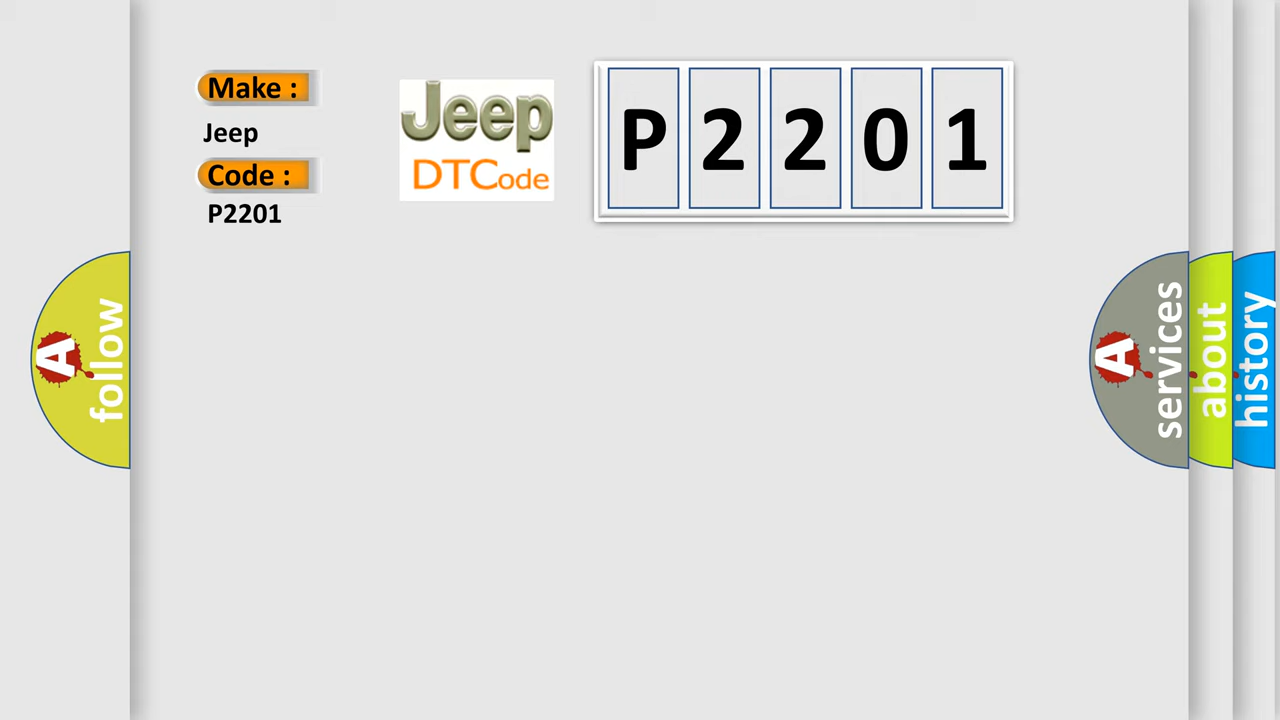 Make :
Jeep
Code :
P2201
Jeep
DTCode
P 2 2 0 1
A follow
A services
about
history